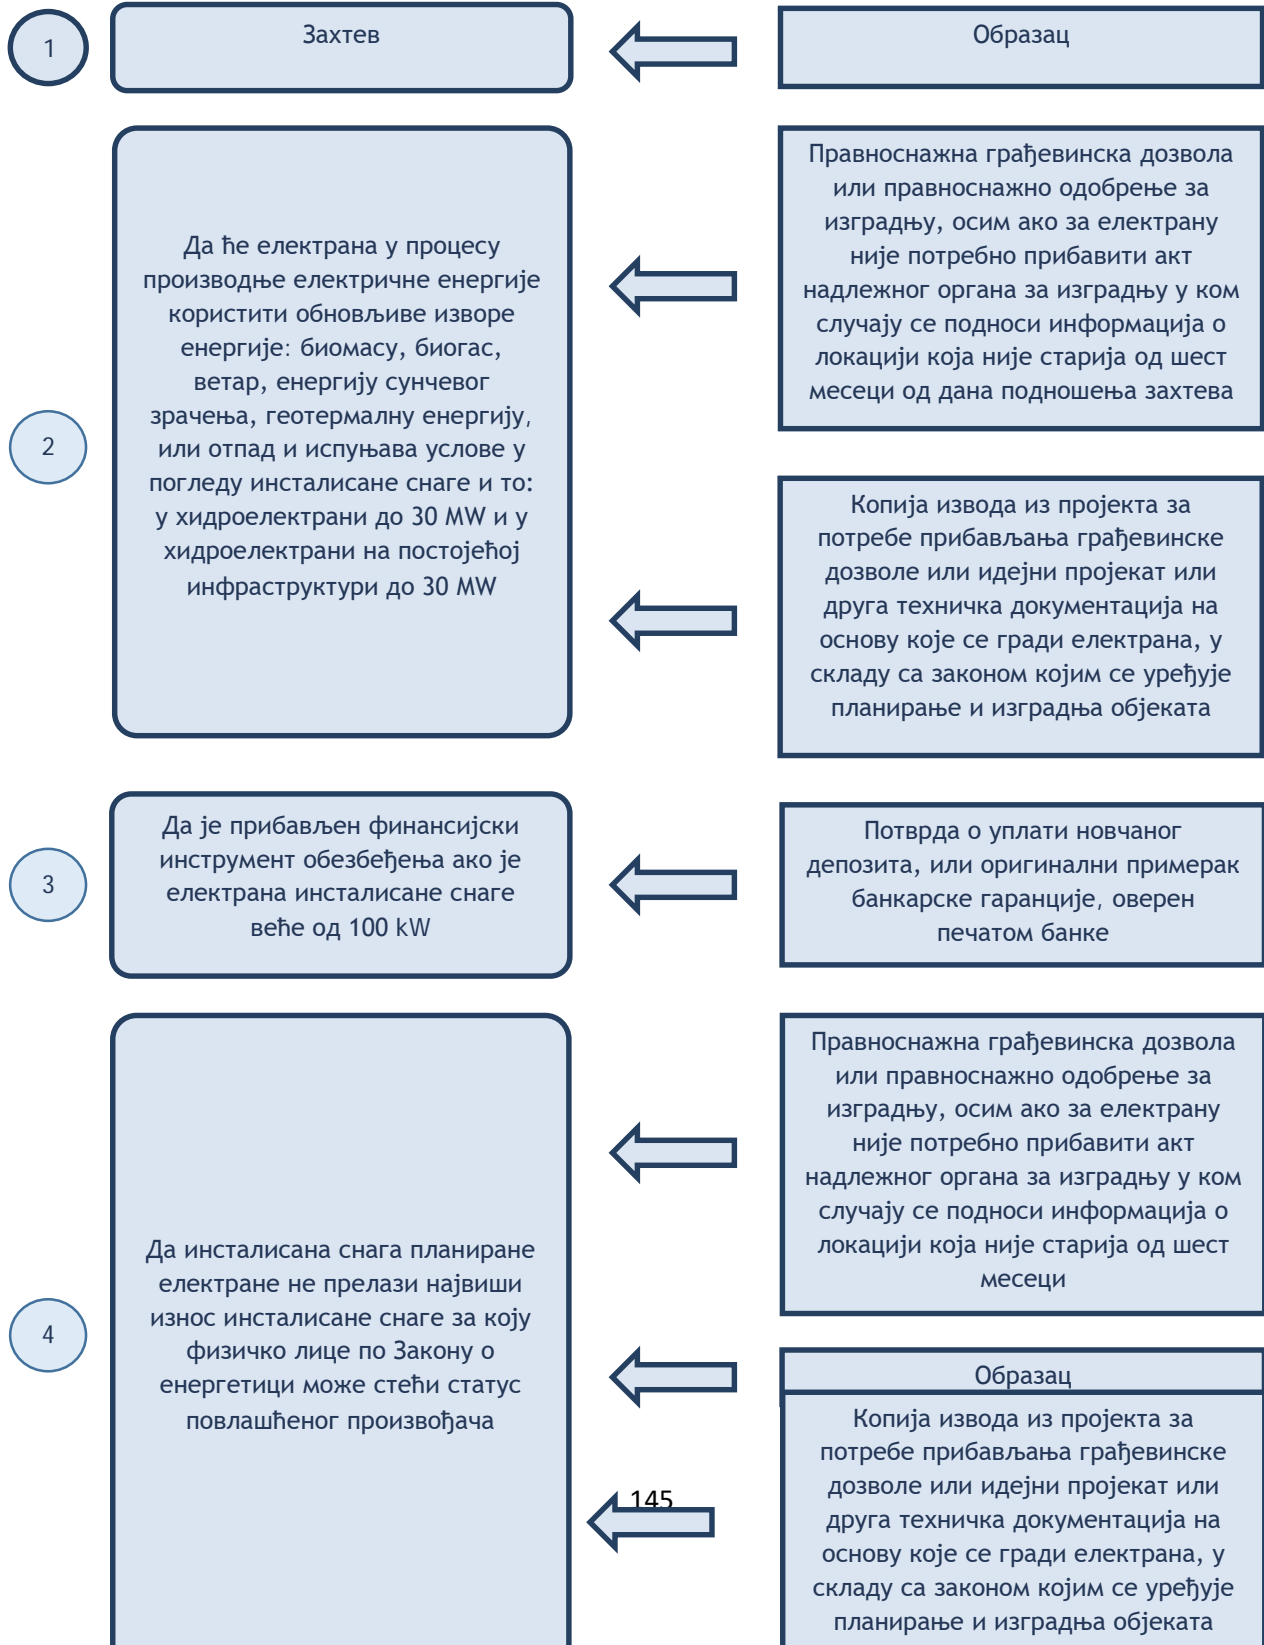 1
Захтев
Образац
2
Да ће електрана у процесу
производње електричне енергије
користити обновљиве изворе
енергије: биомасу, биогас,
ветар, енергију сунчевог
зрачења, геотермалну енергију,
или отпад и испуњава услове у
погледу инсталисане снаге и то:
у хидроелектрани до 30 MW и у
хидроелектрани на постојећој
инфраструктури до 30 MW
Правноснажна грађевинска дозвола
или правноснажно одобрење за
изградњу, осим ако за електрану
није потребно прибавити акт
надлежног органа за изградњу у ком
случају се подноси информација о
локацији која није старија од шест
месеци од дана подношења захтева
Копија извода из пројекта за
потребе прибављања грађевинске
дозволе или идејни пројекат или
друга техничка документација на
основу које се гради електрана, у
складу са законом којим се уређује
планирање и изградња објеката
3
Да је прибављен финансијски
инструмент обезбеђења ако је
електрана инсталисане снаге
веће од 100 kW
Потврда о уплати новчаног
депозита, или оригинални примерак
банкарске гаранције, оверен
печатом банке
4
Да инсталисана снага планиране
електране не прелази највиши
износ инсталисане снаге за коју
физичко лице по Закону о
енергетици може стећи статус
повлашћеног произвођача
Правноснажна грађевинска дозвола
или правноснажно одобрење за
изградњу, осим ако за електрану
није потребно прибавити акт
надлежног органа за изградњу у ком
случају се подноси информација о
локацији која није старија од шест
месеци
Образац
Копија извода из пројекта за
потребе прибављања грађевинске
дозволе или идејни пројекат или
друга техничка документација на
основу које се гради електрана, у
складу са законом којим се уређује
планирање и изградња објеката
145